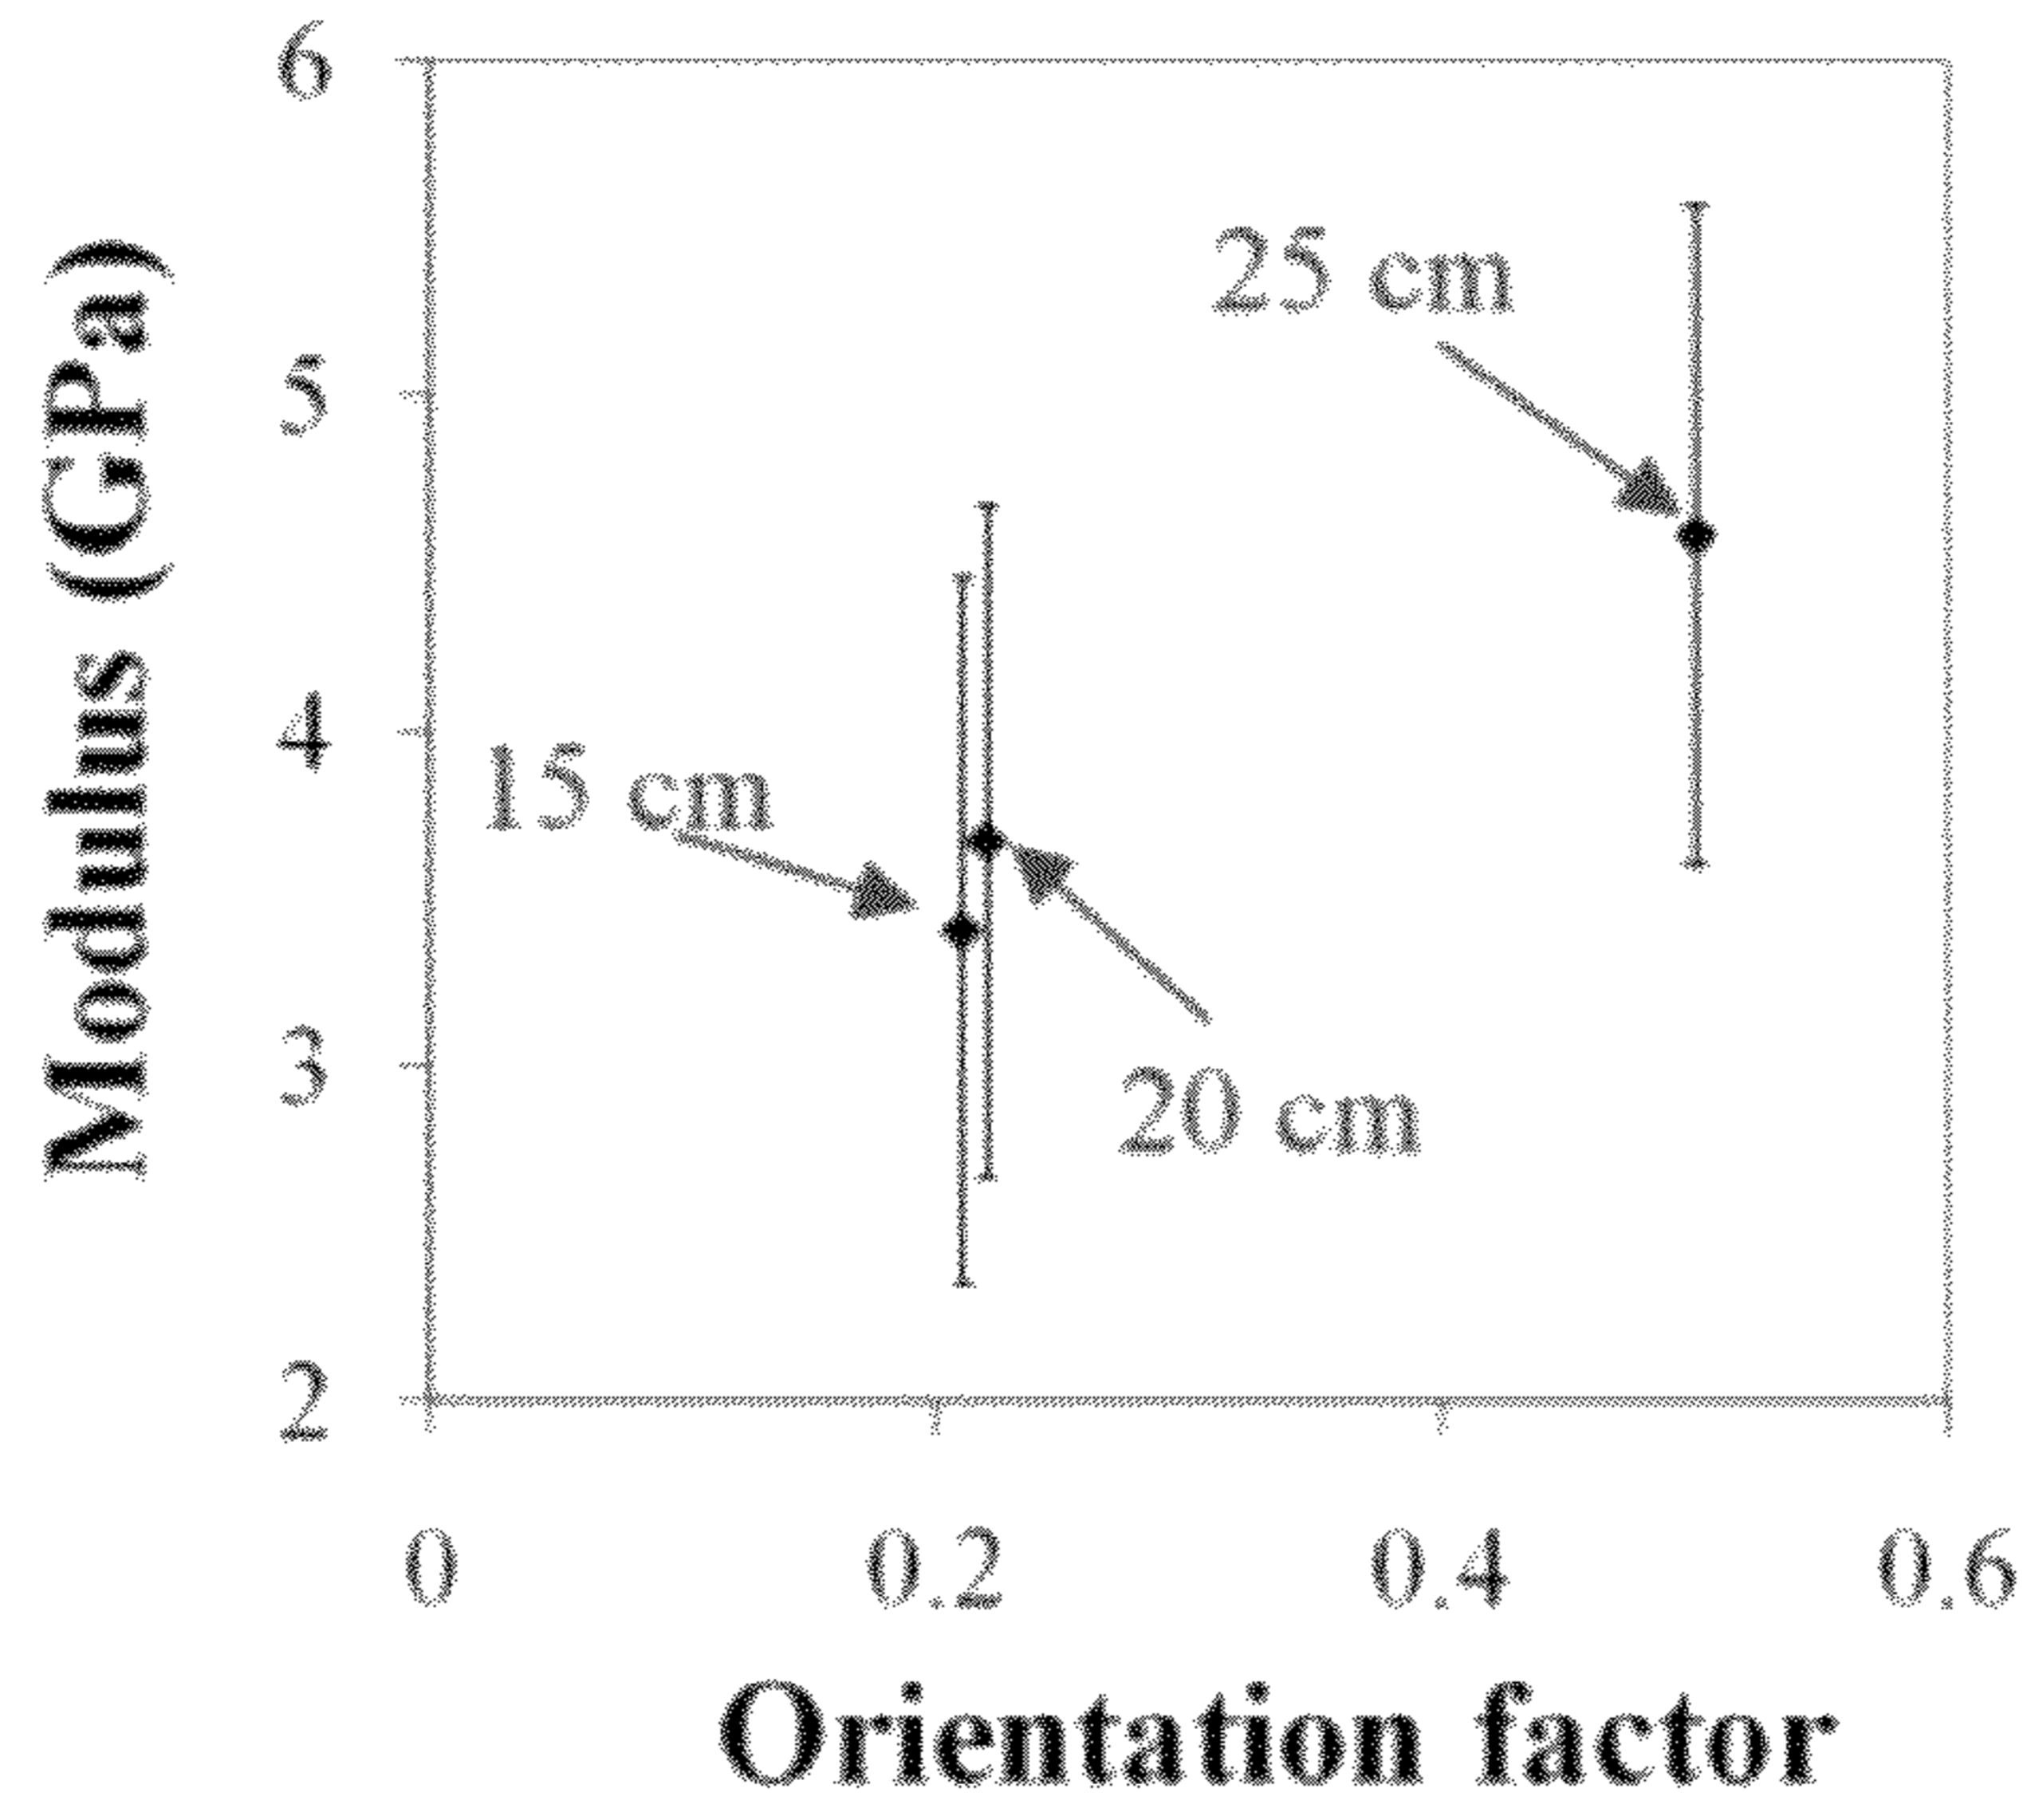 Modulus (GPa)
6
5
4
3
2
25 cm
15 cm
20 cm
0 0.2 0.4 0.6
Orientation factor